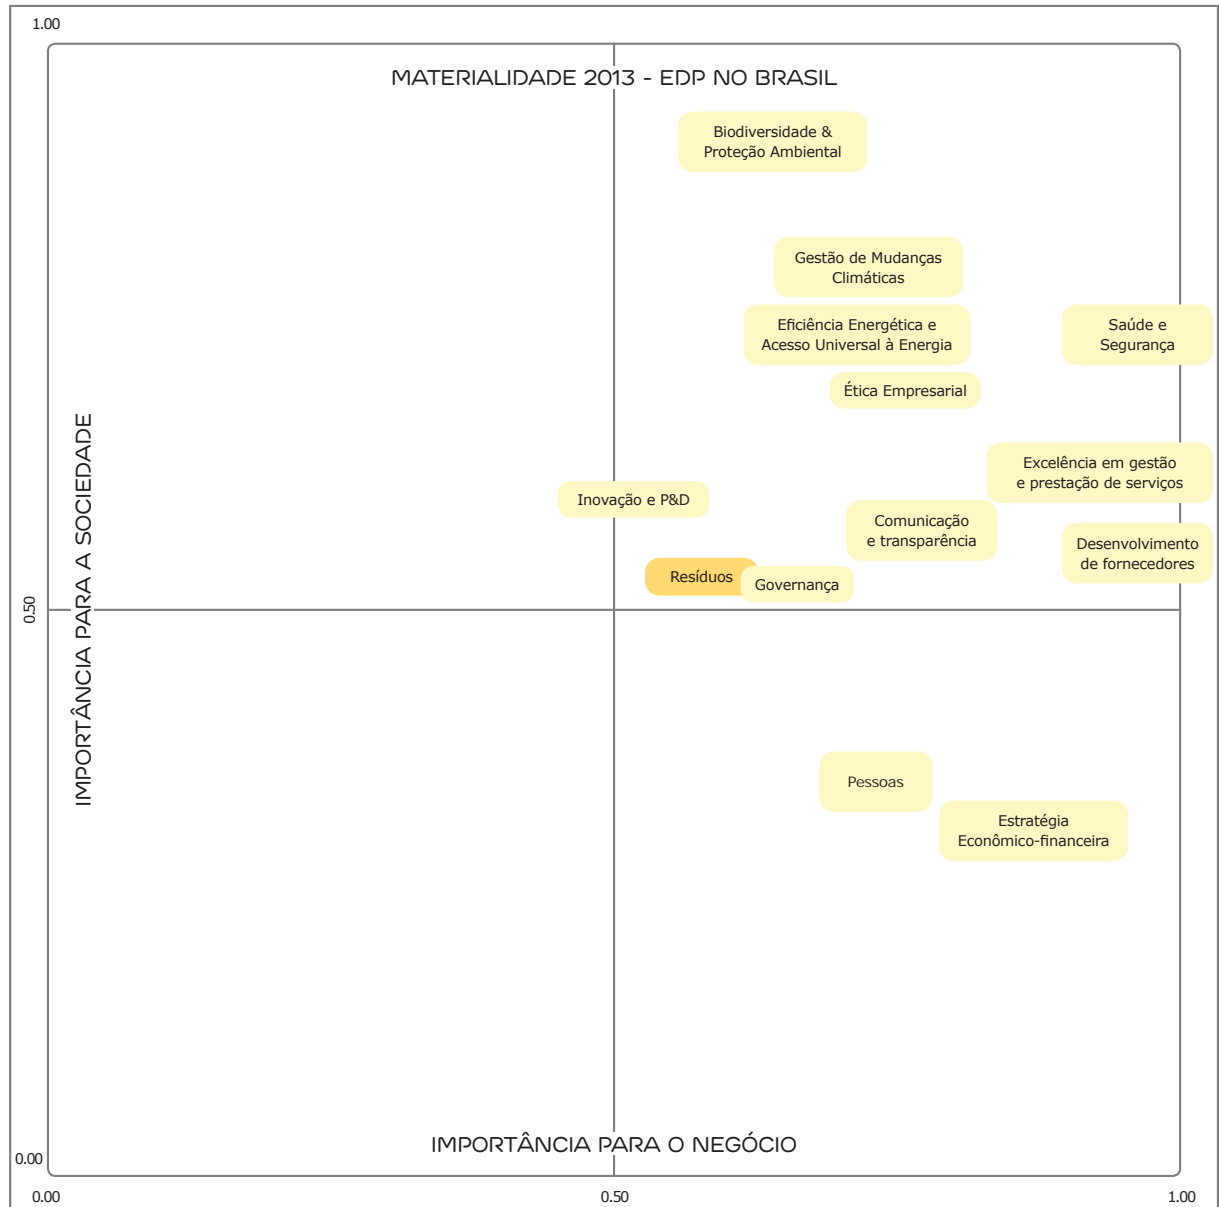 1.00
MATERIALIDADE 2013 - EDP NO BRASIL
Biodiversidade &
Proteção Ambiental
Gestão de Mudanças
Climáticas
Eficiência Energética e
Acesso Universal à Energia
Saúde e
Segurança
Ética Empresarial
Excelência em gestão
e prestação de serviços
Inovação e P&D
Comunicação
e transparência
Desenvolvimento
de fornecedores
Resíduos
Governança
0.50
IMPORTÂNCIA PARA A SOCIEDADE
Pessoas
Estratégia
Econômico-financeira
IMPORTÂNCIA PARA O NEGÓCIO
0.00
0.00
0.50
1.00